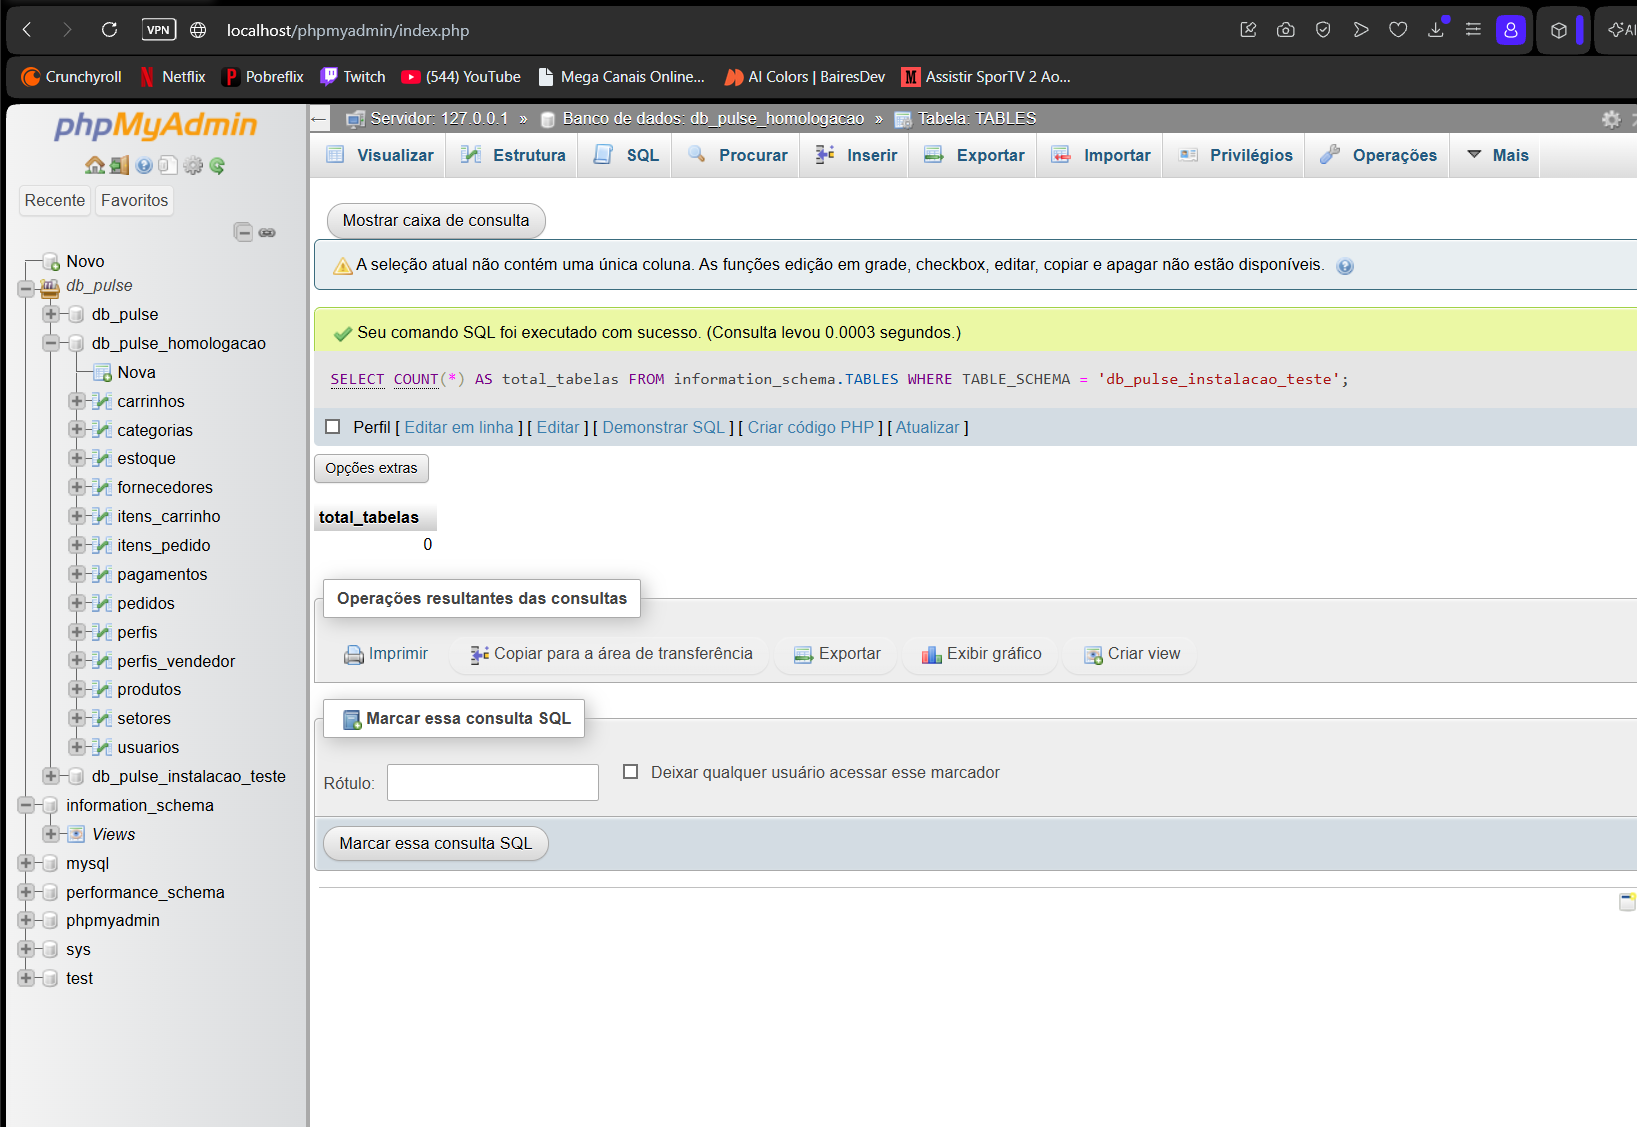 VPN
localhost/phpmyadmin/index.php
AI
Crunchyroll
Netflix
Pobreflix
Twitch
(544) YouTube
Mega Canais Online...
AI Colors | BairesDev
M
Assistir SporTV 2 Ao...
phpMyAdmin
Recente
Favoritos
Novo
db_pulse
db_pulse
db_pulse_homologacao
Nova
carrinhos
categorias
estoque
fornecedores
itens_carrinho
itens_pedido
pagamentos
pedidos
perfis
perfis_vendedor
produtos
setores
usuarios
db_pulse_instalacao_teste
information_schema
Views
mysql
performance_schema
phpmyadmin
sys
test
Servidor: 127.0.0.1 » Banco de dados: db_pulse_homologacao » Tabela: TABLES
Visualizar
Estrutura
SQL
Procurar
Inserir
Exportar
Importar
Privilégios
Operações
Mais
Mostrar caixa de consulta
A seleção atual não contém uma única coluna. As funções edição em grade, checkbox, editar, copiar e apagar não estão disponíveis.
Seu comando SQL foi executado com sucesso. (Consulta levou 0.0003 segundos.)
SELECT COUNT(*) AS total_tabelas FROM information_schema.TABLES WHERE TABLE_SCHEMA = 'db_pulse_instalacao_teste';
Perfil [ Editar em linha ] [ Editar ] [ Demonstrar SQL ] [ Criar código PHP ] [ Atualizar ]
Opções extras
total_tabelas
0
Operações resultantes das consultas
Imprimir
Copiar para a área de transferência
Exportar
Exibir gráfico
Criar view
Marcar essa consulta SQL
Rótulo:
Deixar qualquer usuário acessar esse marcador
Marcar essa consulta SQL